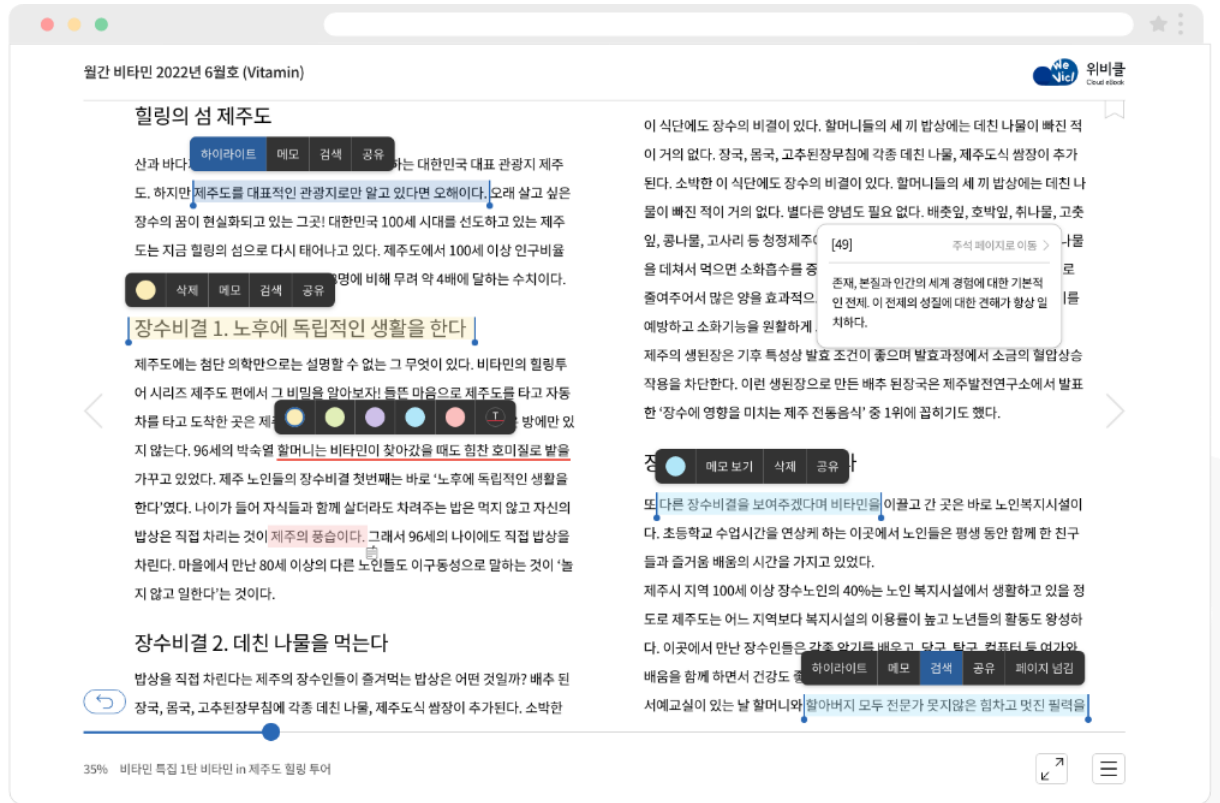 월간 비타민 2022년 6월호 (Vitamin)
We Vic!
위비클
Cloud eBook
힐링의 섬 제주도
하이라이트 메모 검색 공유
산과 바다 하는 대한민국 대표 관광지 제주
도. 하지만 제주도를 대표적인 관광지로만 알고 있다면 오해이다. 오래 살고 싶은
장수의 꿈이 현실화되고 있는 그곳! 대한민국 100세 시대를 선도하고 있는 제주
도는 지금 힐링의 섬으로 다시 태어나고 있다. 제주도에서 100세 이상 인구비율
명에 비해 무려 약 4배에 달하는 수치이다.
삭제 메모 검색 공유
장수비결 1. 노후에 독립적인 생활을 한다
제주도에는 첨단 의학만으로는 설명할 수 없는 그 무엇이 있다. 비타민의 힐링투
어 시리즈 제주도 편에서 그 비밀을 알아보자! 들뜬 마음으로 제주도를 타고 자동
차를 타고 도착한 곳은 제주 방에만 있
T
지 않는다. 96세의 박숙열 할머니는 비타민이 찾아갔을 때도 힘찬 호미질로 밭을
가꾸고 있었다. 제주 노인들의 장수비결 첫번째는 바로 ‘노후에 독립적인 생활을
한다’였다. 나이가 들어 자식들과 함께 살더라도 차려주는 밥은 먹지 않고 자신의
밥상은 직접 차리는 것이 제주의 풍습이다. 그래서 96세의 나이에도 직접 밥상을
차린다. 마을에서 만난 80세 이상의 다른 노인들도 이구동성으로 말하는 것이 ‘놀
지 않고 일한다’는 것이다.
장수비결 2. 데친 나물을 먹는다
밥상을 직접 차린다는 제주의 장수인들이 즐겨먹는 밥상은 어떤 것일까? 배추 된
장국, 몸국, 고추된장무침에 각종 데친 나물, 제주도식 쌈장이 추가된다. 소박한
이 식단에도 장수의 비결이 있다. 할머니들의 세 끼 밥상에는 데친 나물이 빠진 적
이 거의 없다. 장국, 몸국, 고추된장무침에 각종 데친 나물, 제주도식 쌈장이 추가
된다. 소박한 이 식단에도 장수의 비결이 있다. 할머니들의 세 끼 밥상에는 데친 나
물이 빠진 적이 거의 없다. 별다른 양념도 필요 없다. 배춧잎, 호박잎, 취나물, 고춧
잎, 콩나물, 고사리 등 청정제주 나물
을 데쳐서 먹으면 소화흡수를 증 로
줄여주어서 많은 양을 효과적으 를
예방하고 소화기능을 원활하게
[49] 주석 페이지로 이동
존재, 본질과 인간의 세계 경험에 대한 기본적
인 전제. 이 전제의 성질에 대한 견해가 항상 일
치하다.
제주의 생된장은 기후 특성상 발효 조건이 좋으며 발효과정에서 소금의 혈압상승
작용을 차단한다. 이런 생된장으로 만든 배추 된장국은 제주발전연구소에서 발표
한 ‘장수에 영향을 미치는 제주 전통음식’ 중 1위에 꼽히기도 했다.
메모 보기 삭제 공유
또 다른 장수비결을 보여주겠다며 비타민을 이끌고 간 곳은 바로 노인복지시설이
다. 초등학교 수업시간을 연상케 하는 이곳에서 노인들은 평생 동안 함께 한 친구
들과 즐거움 배움의 시간을 가지고 있었다.
제주시 지역 100세 이상 장수노인의 40%는 노인 복지시설에서 생활하고 있을 정
도로 제주도는 어느 지역보다 복지시설의 이용률이 높고 노년들의 활동도 왕성하
다. 이곳에서 만난 장수인들은 각종 악기를 배우고, 당구, 탁구, 컴퓨터 등 여가와
배움을 함께 하면서 건강도
하이라이트 메모 검색 공유 페이지 넘김
서예교실이 있는 날 할머니와 할아버지 모두 전문가 못지않은 힘차고 멋진 필력을
35% 비타민 특집 1탄 비타민 in 제주도 힐링 투어